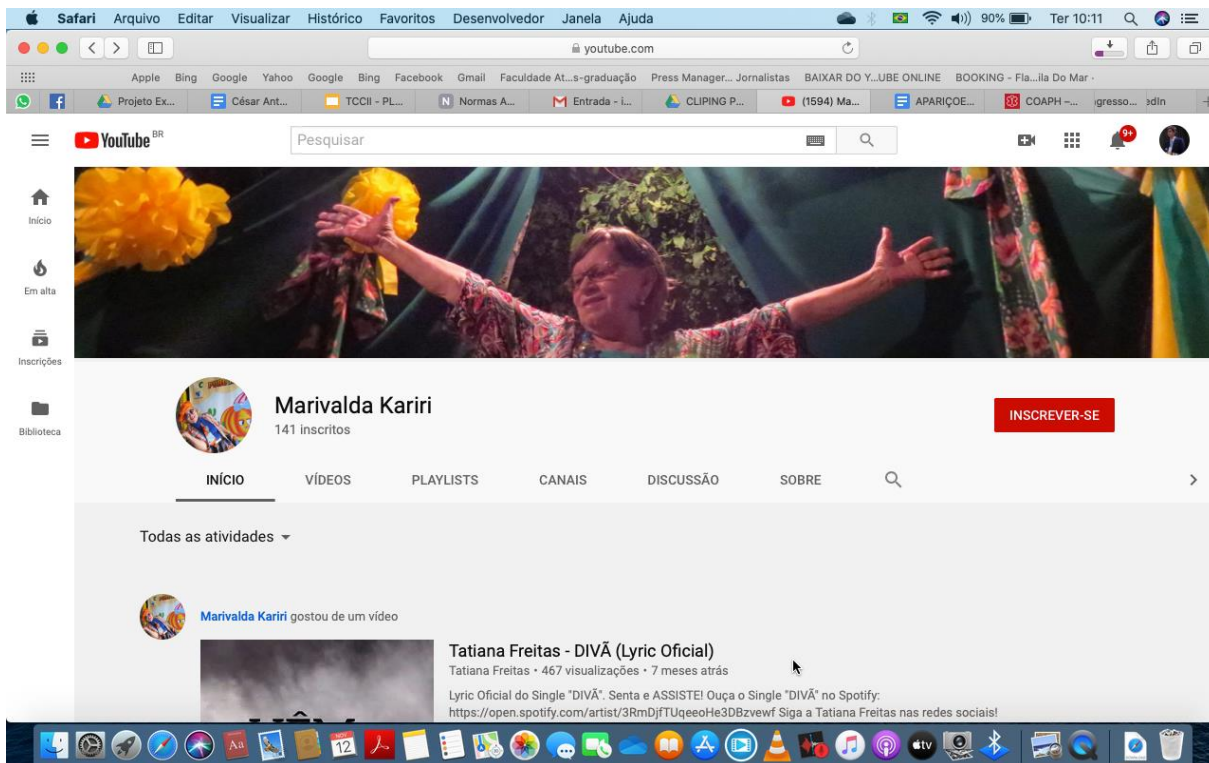 Safari Arquivo Editar Visualizar Histórico Favoritos Desenvolvedor Janela Ajuda 90% Ter 10:11
youtube.com
Apple Bing Google Yahoo Google Bing Facebook Gmail Faculdade At...s-graduação Press Manager... Jornalistas BAIXAR DO Y...UBE ONLINE BOOKING - Fla...ila Do Mar
Projeto Ex... César Ant... TCCII - PL... Normas A... Entrada - i... CLIPING P... (1594) Ma... APARIÇOE... COAPH –... gresso... edIn
YouTube BR Pesquisar 9+
Início
Em alta
Inscrições
Biblioteca
Marivalda Kariri
141 inscritos
INSCREVER-SE
INÍCIO VÍDEOS PLAYLISTS CANAIS DISCUSSÃO SOBRE
Todas as atividades
Marivalda Kariri gostou de um vídeo
Tatiana Freitas - DIVÃ (Lyric Oficial)
Tatiana Freitas • 467 visualizações • 7 meses atrás
Lyric Oficial do Single "DIVÃ". Senta e ASSISTE! Ouça o Single "DIVÃ" no Spotify:
https://open.spotify.com/artist/3RmDjfTUqeeoHe3DBzvewf Siga a Tatiana Freitas nas redes sociais!
Aa NOV 12 tv